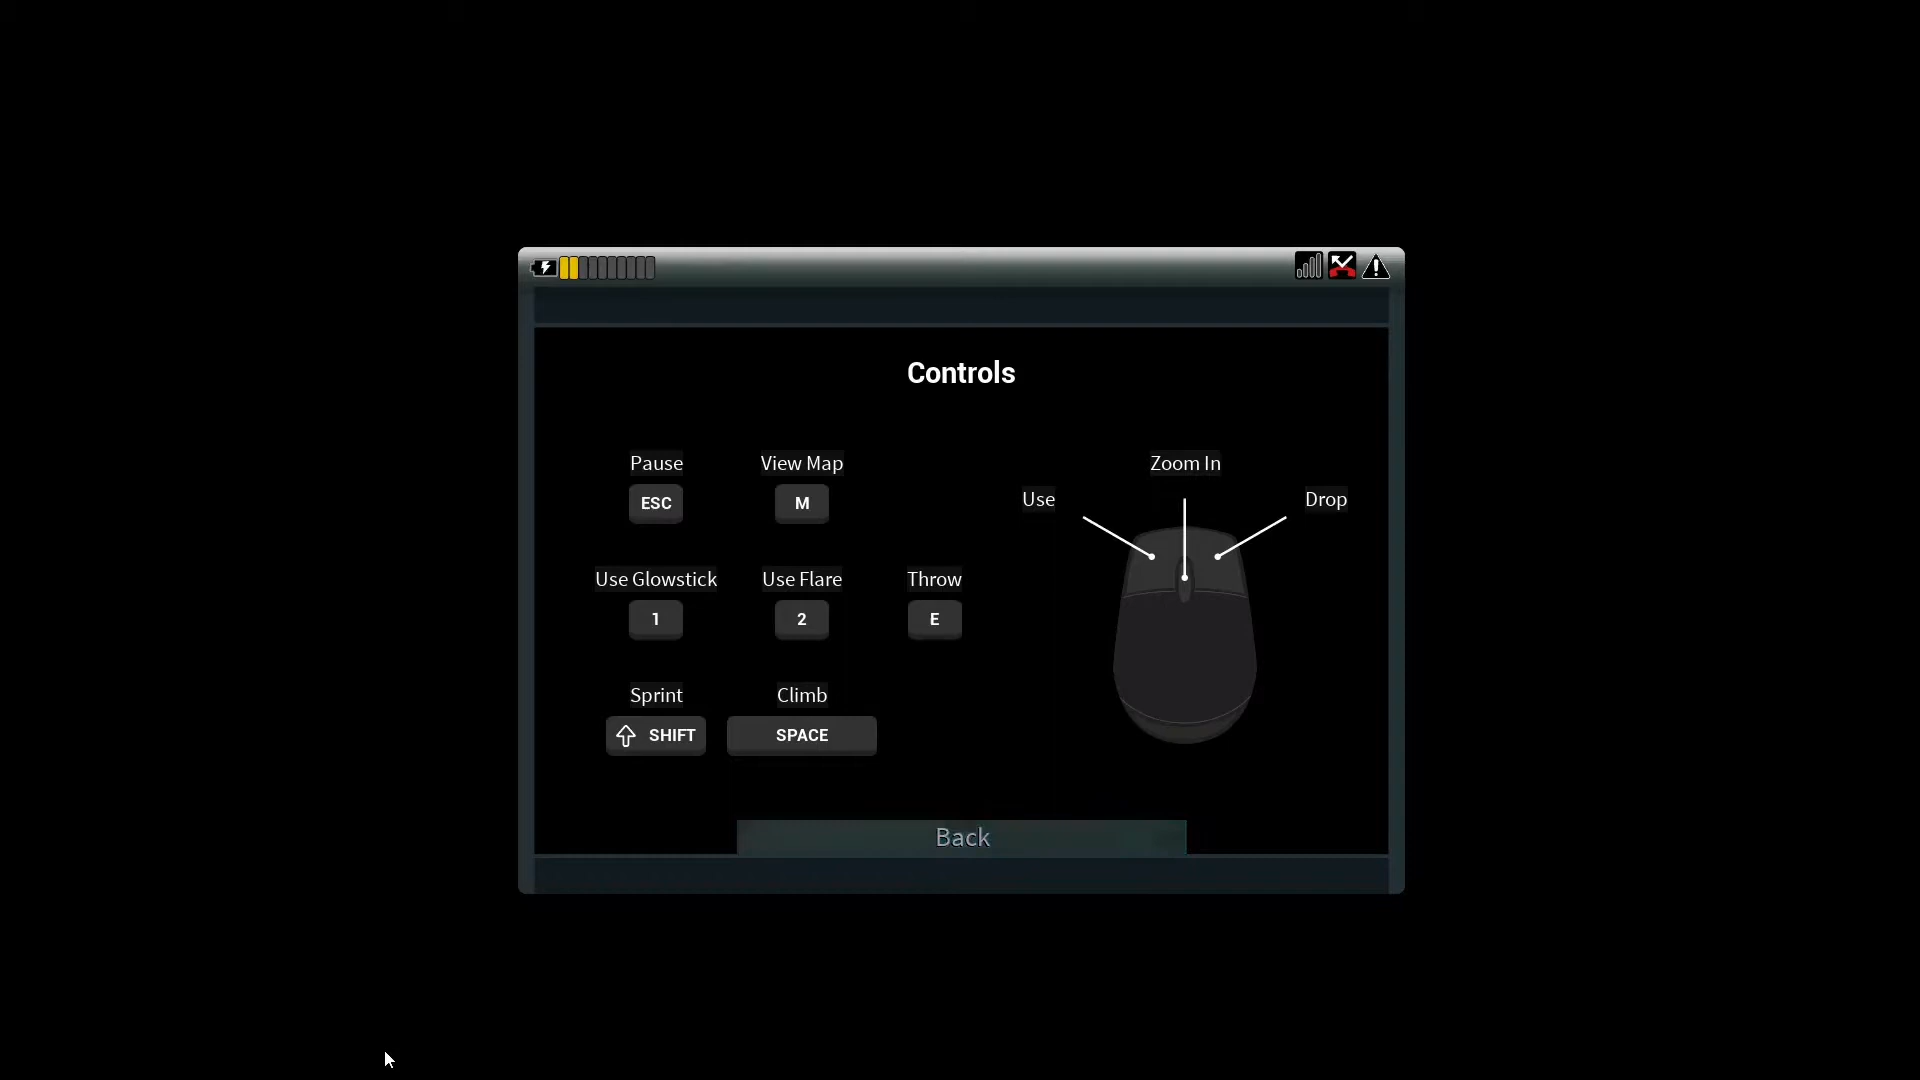 Controls
Pause
View Map
Zoom In
Use
Drop
ESC
M
Use Glowstick
Use Flare
Throw
1
2
E
Sprint
Climb
SHIFT
SPACE
Back